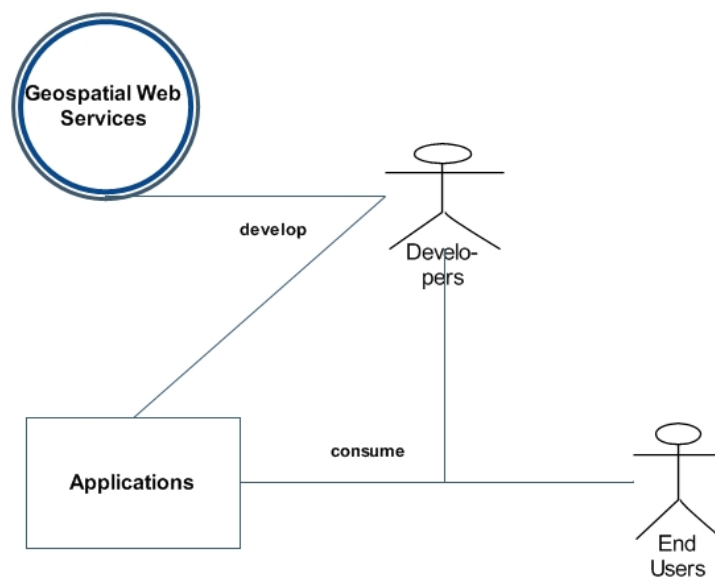 Geospatial Web
Services
develop
Develo-
pers
consume
Applications
End
Users